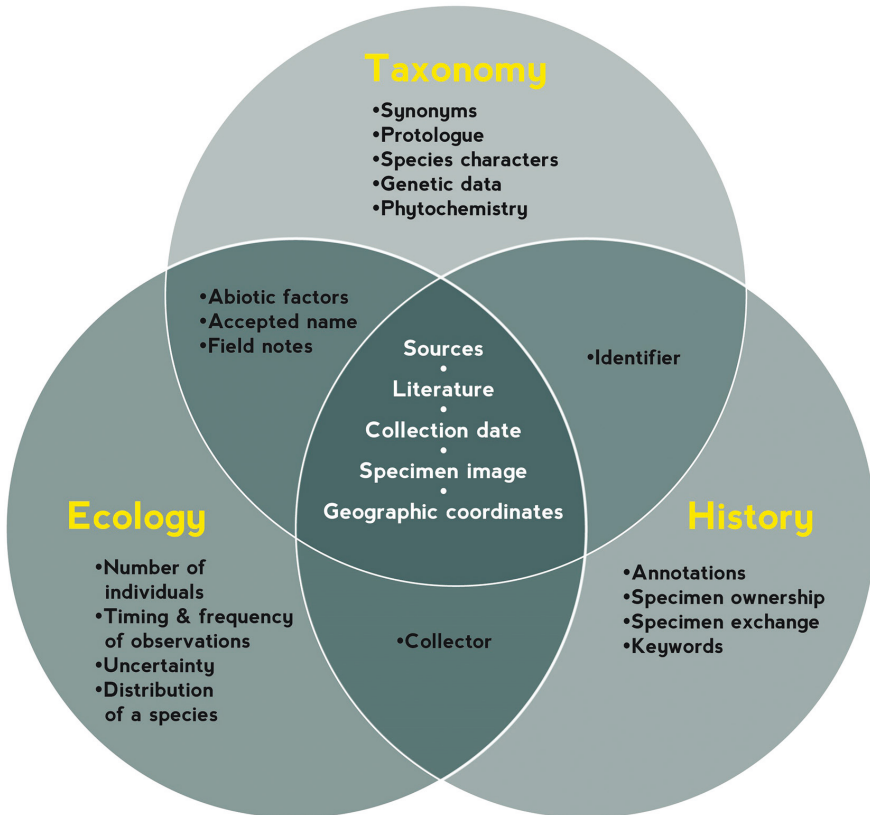 Taxonomy
•Synonyms
•Protologue
•Species characters
•Genetic data
•Phytochemistry
•Abiotic factors
•Accepted name
•Field notes
Sources
•
Literature
•
Collection date
•
Specimen image
•
Geographic coordinates
•Identifier
Ecology
•Number of
individuals
•Timing & frequency
of observations
•Uncertainty
•Distribution
of a species
•Collector
History
•Annotations
•Specimen ownership
•Specimen exchange
•Keywords